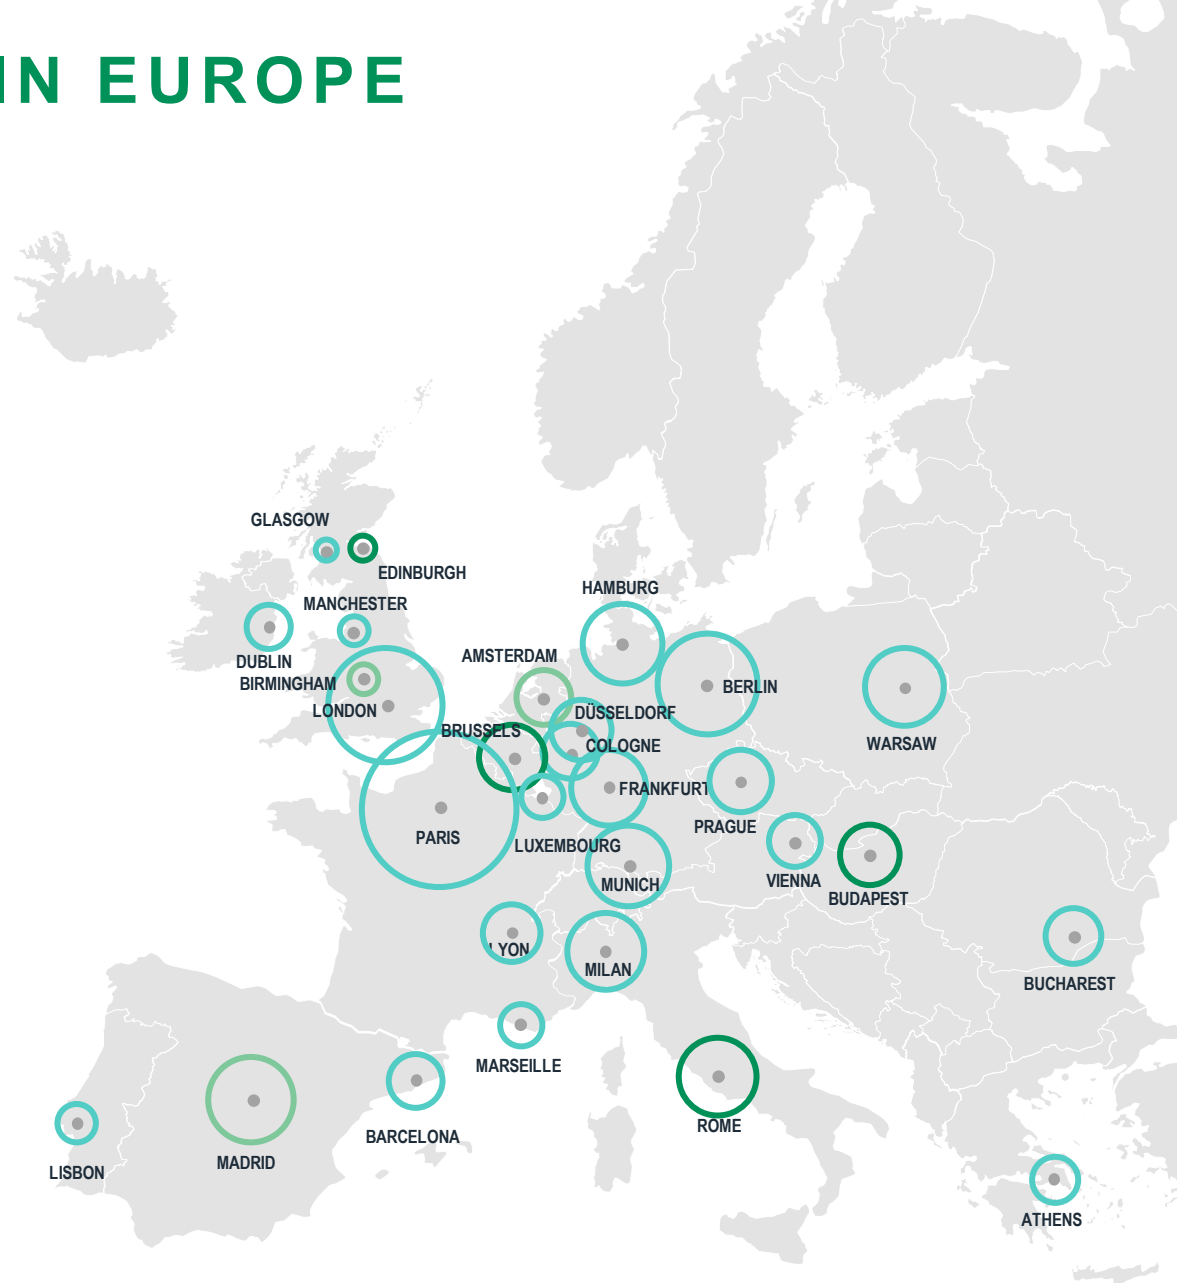 IN EUROPE
GLASGOW
EDINBURGH
HAMBURG
MANCHESTER
AMSTERDAM
DUBLIN
BIRMINGHAM
BERLIN
LONDON
DÜSSELDORF
BRUSSELS
COLOGNE
WARSAW
FRANKFURT
PRAGUE
PARIS
LUXEMBOURG
VIENNA
MUNICH
BUDAPEST
LYON
MILAN
BUCHAREST
MARSEILLE
ROME
BARCELONA
MADRID
LISBON
ATHENS